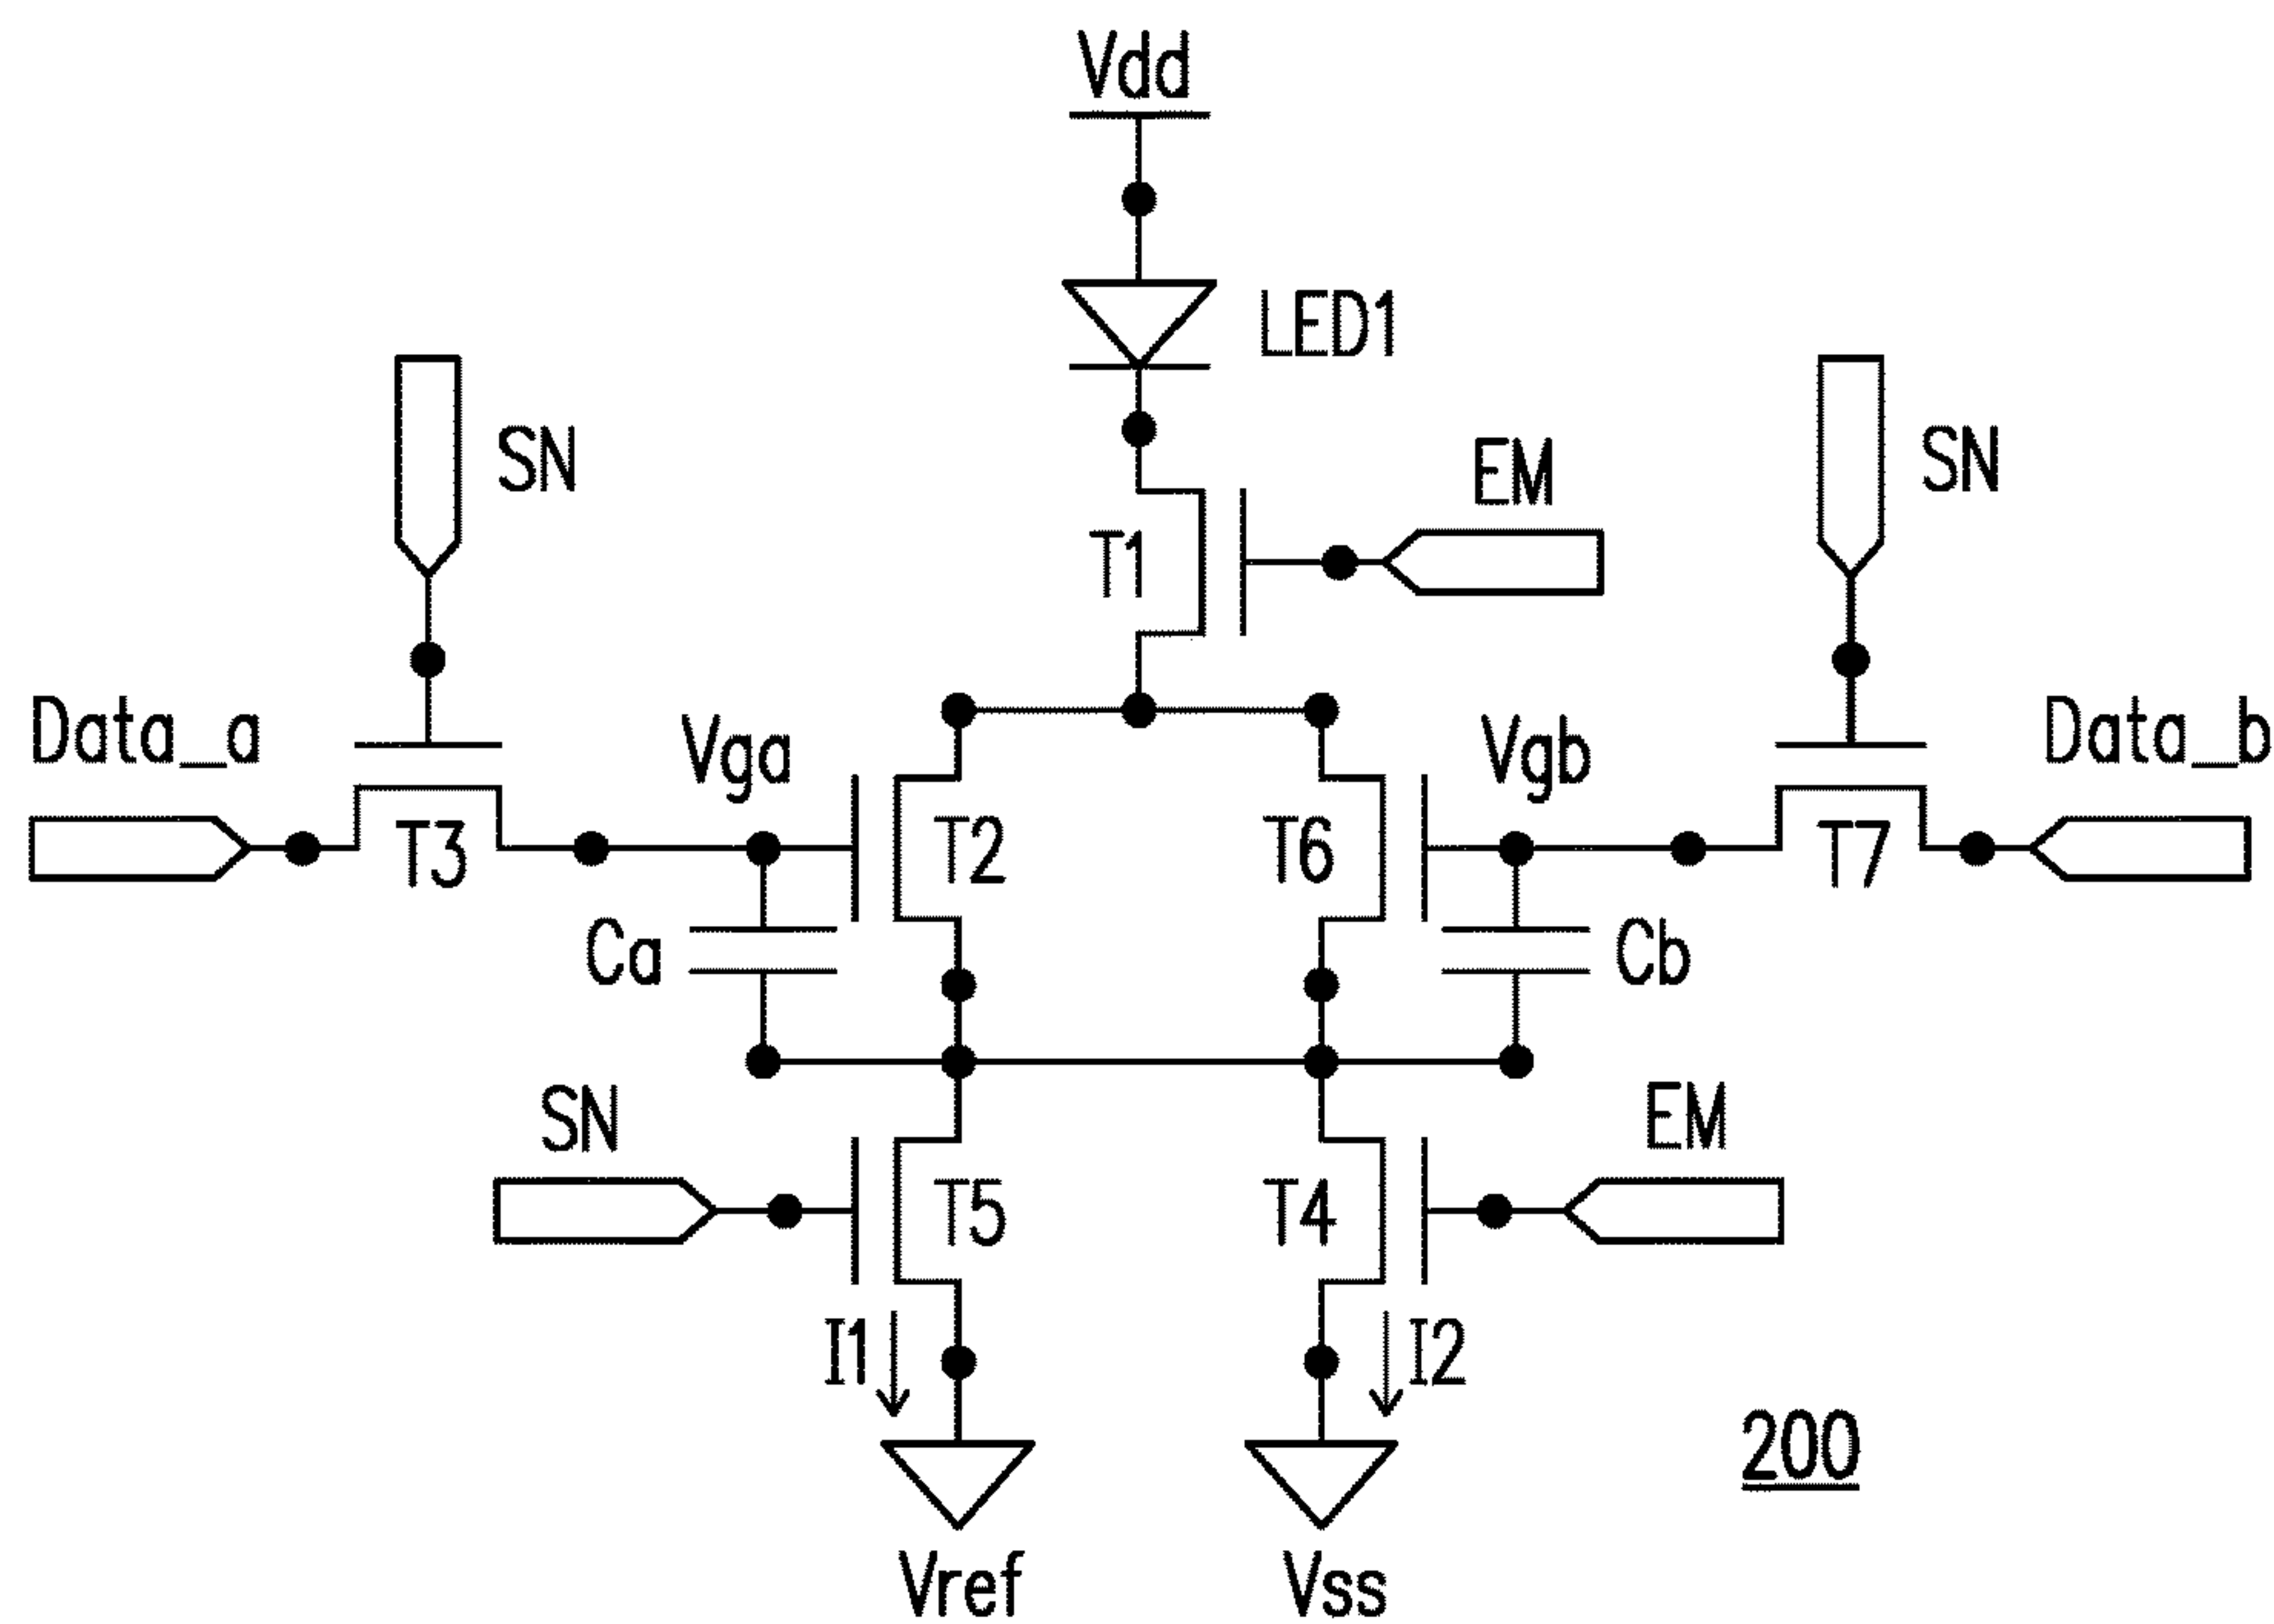 Vdd
LED1
SN
EM
SN
T1
Data_a
Vga
Vgb
Data_b
T3
T2
T6
T7
Ca
Cb
SN
EM
T5
T4
I1
I2
200
Vref
Vss